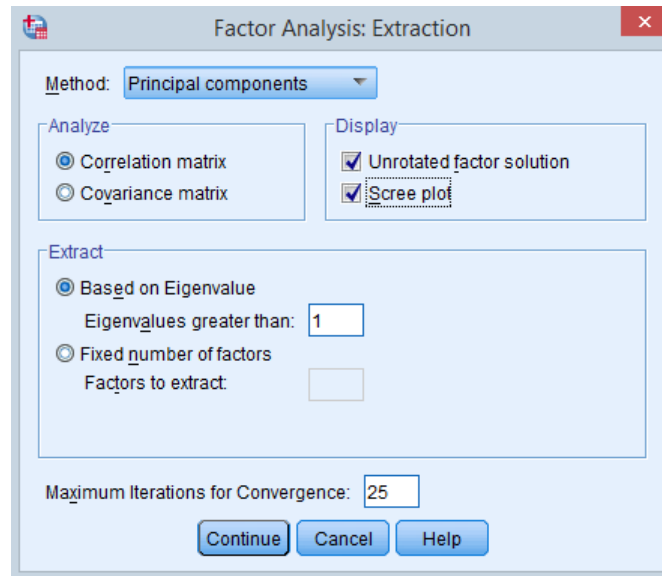 Factor Analysis: Extraction
Method: Principal components
Analyze
Correlation matrix
Covariance matrix
Display
Unrotated factor solution
Scree plot
Extract
Based on Eigenvalue
Eigenvalues greater than: 1
Fixed number of factors
Factors to extract:
Maximum Iterations for Convergence: 25
Continue Cancel Help